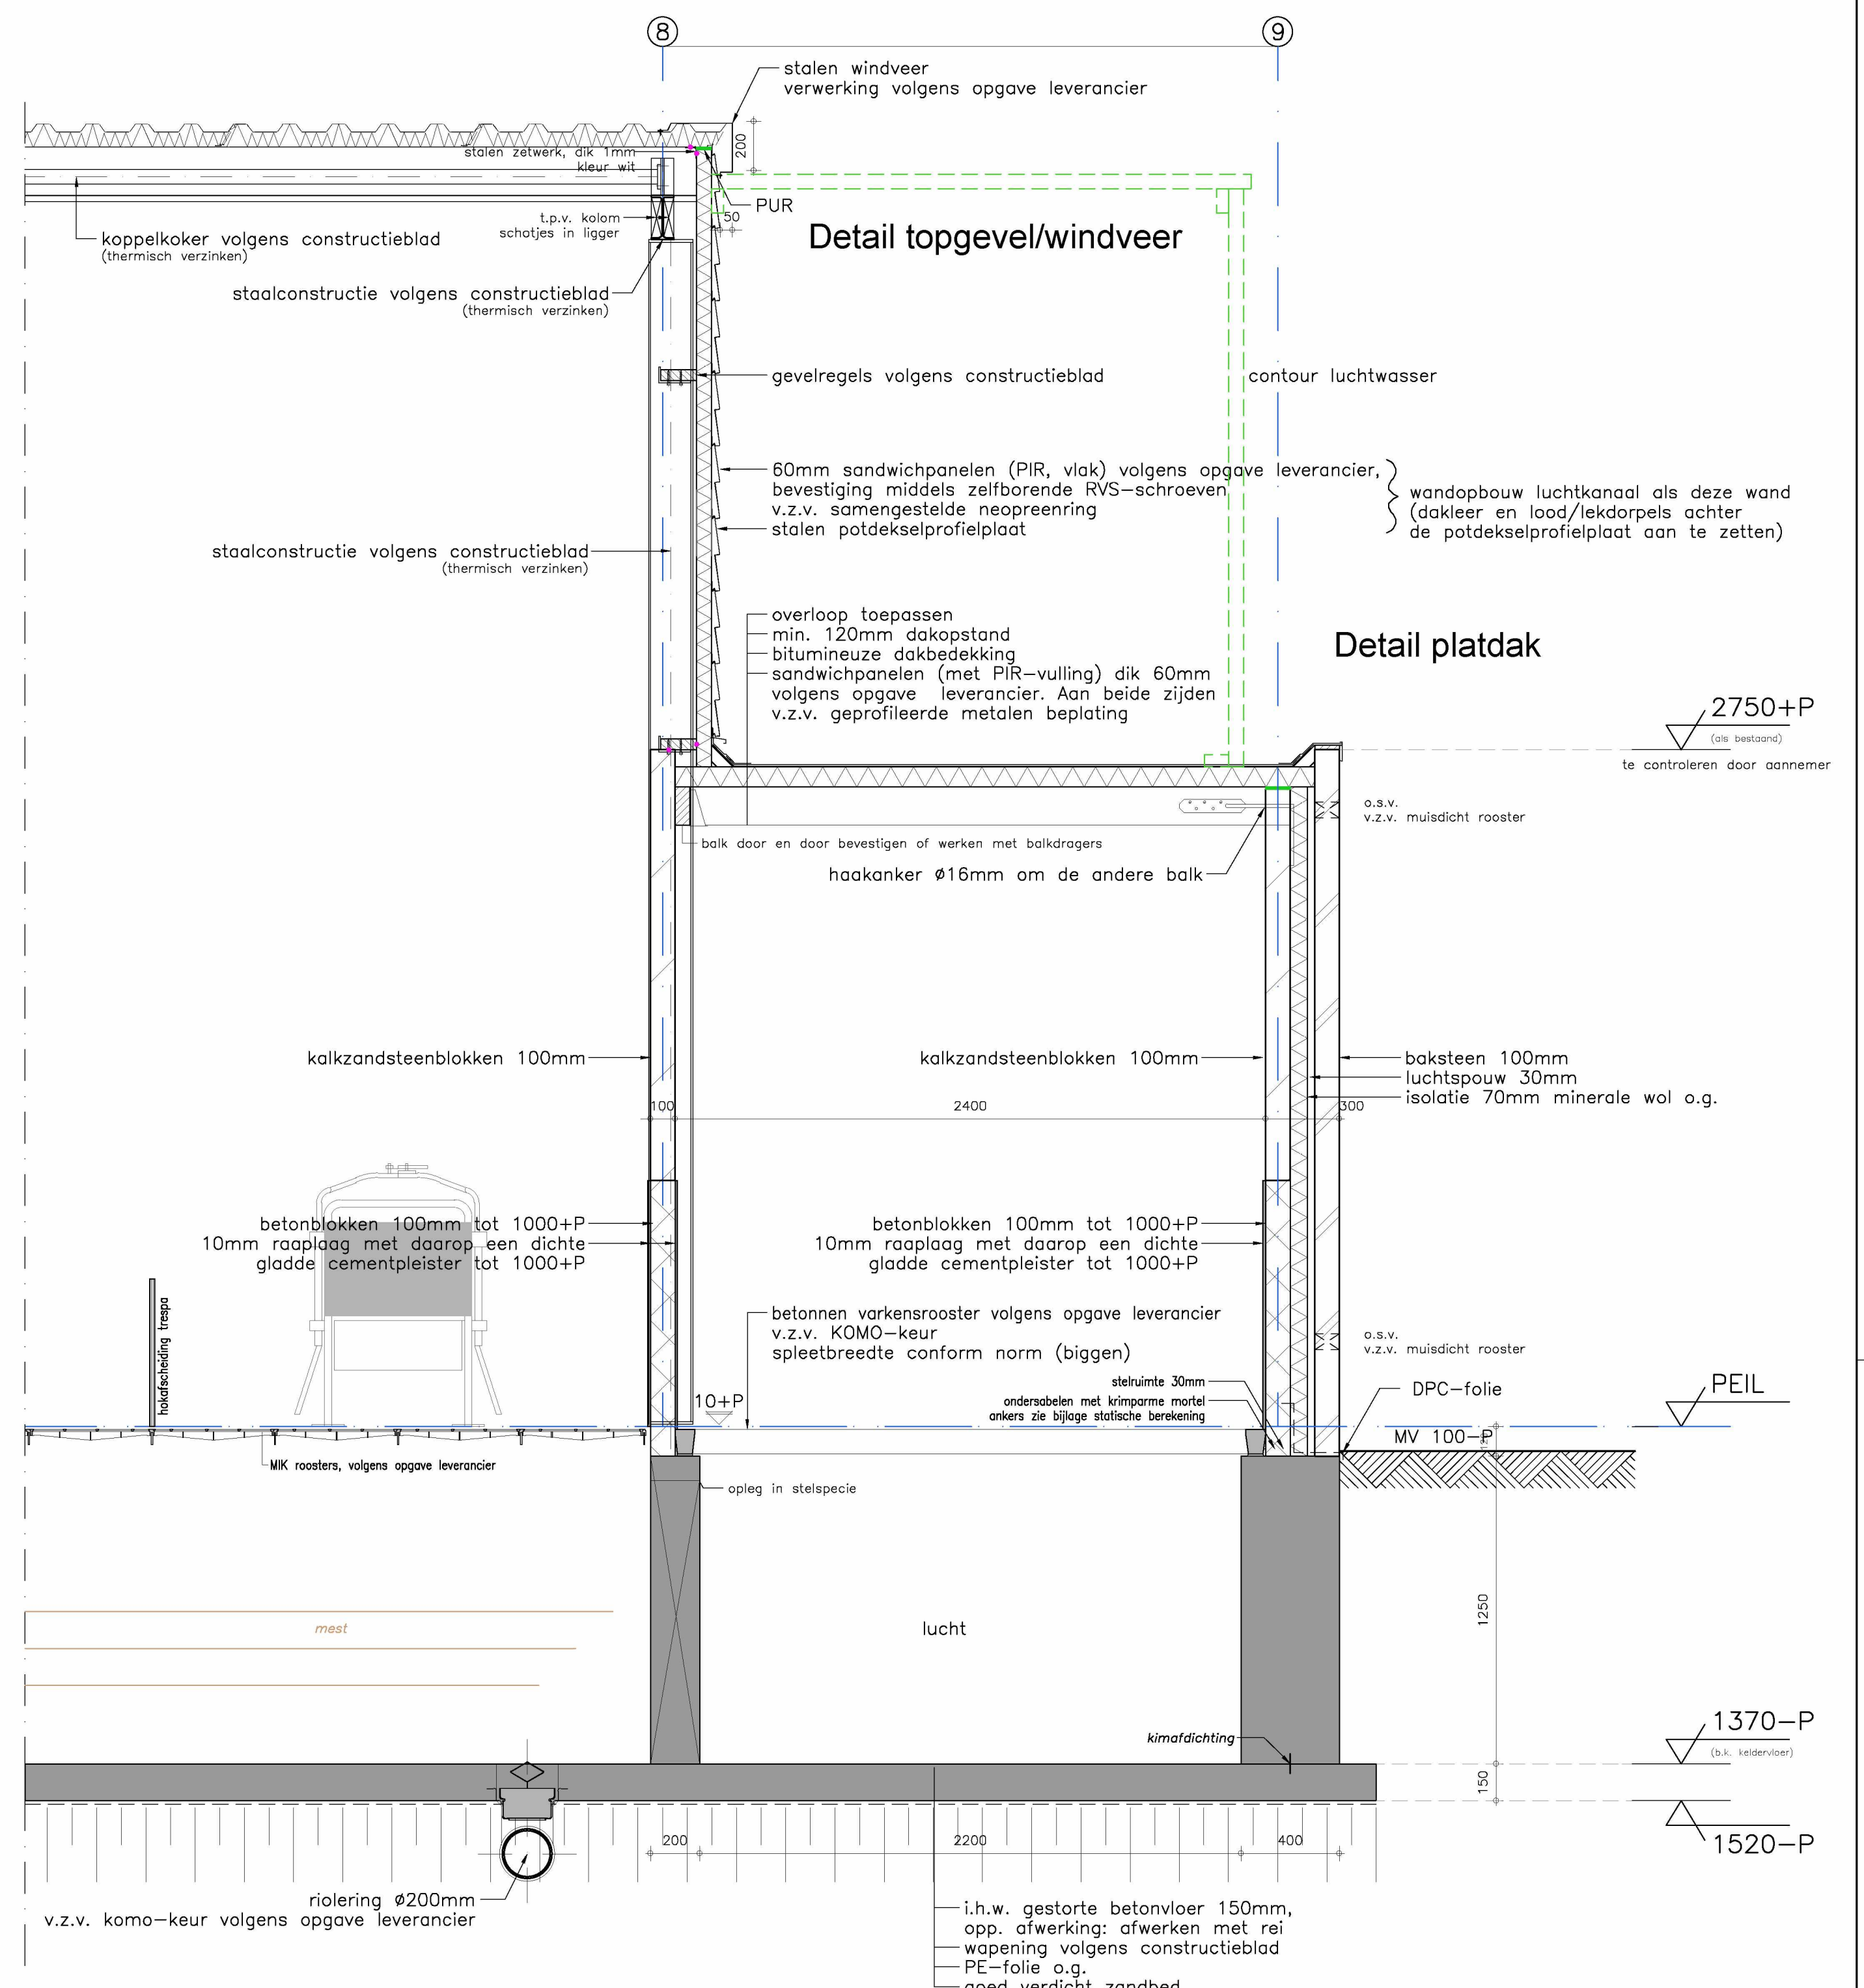 8
9
stalen windveer
verwerking volgens opgave leverancier
200
stalen zetwerk, dik 1mm
kleur wit
PUR
50
t.p.v. kolom
schotjes in ligger
Detail topgevel/windveer
koppelkoker volgens constructieblad
(thermisch verzinken)
staalconstructie volgens constructieblad
(thermisch verzinken)
gevelregels volgens constructieblad
contour luchtwasser
60mm sandwichpanelen (PIR, vlak) volgens opgave leverancier,
bevestiging middels zelfborende RVS-schroeven
v.z.v. samengestelde neopreenring
stalen potdekselprofielplaat
wandopbouw luchtkanaal als deze wand
(dakleer en lood/lekdorpels achter
de potdekselprofielplaat aan te zetten)
staalconstructie volgens constructieblad
(thermisch verzinken)
overloop toepassen
min. 120mm dakopstand
bitumineuze dakbedekking
sandwichpanelen (met PIR-vulling) dik 60mm
volgens opgave leverancier. Aan beide zijden
v.z.v. geprofileerde metalen beplating
Detail platdak
2750+P
(als bestaand)
te controleren door aannemer
o.s.v.
v.z.v. muisdicht rooster
balk door en door bevestigen of werken met balkdragers
haakanker ø16mm om de andere balk
kalkzandsteenblokken 100mm
kalkzandsteenblokken 100mm
baksteen 100mm
luchtspouw 30mm
isolatie 70mm minerale wol o.g.
100
2400
300
betonblokken 100mm tot 1000+P
10mm raaplaag met daarop een dichte
gladde cementpleister tot 1000+P
betonblokken 100mm tot 1000+P
10mm raaplaag met daarop een dichte
gladde cementpleister tot 1000+P
hokafscheiding trespa
betonnen varkensrooster volgens opgave leverancier
v.z.v. KOMO-keur
spleetbreedte conform norm (biggen)
o.s.v.
v.z.v. muisdicht rooster
stelruimte 30mm
ondersabelen met krimparme mortel
ankers zie bijlage statische berekening
10+P
DPC-folie
PEIL
MV 100-P
MIK roosters, volgens opgave leverancier
opleg in stelspecie
1250
mest
lucht
kimafdichting
1370-P
(b.k. keldervloer)
150
1520-P
200
2200
400
riolering ø200mm
v.z.v. komo-keur volgens opgave leverancier
i.h.w. gestorte betonvloer 150mm,
opp. afwerking: afwerken met rei
wapening volgens constructieblad
PE-folie o.g.
goed verdicht zandbed